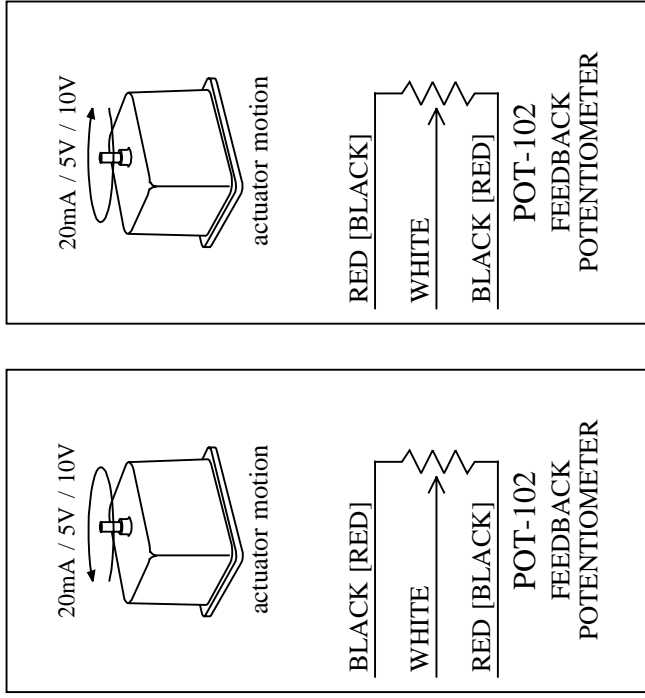 20mA / 5V / 10V
actuator motion
BLACK [RED]
WHITE
RED [BLACK]
POT-102
FEEDBACK
POTENTIOMETER
20mA / 5V / 10V
actuator motion
RED [BLACK]
WHITE
BLACK [RED]
POT-102
FEEDBACK
POTENTIOMETER